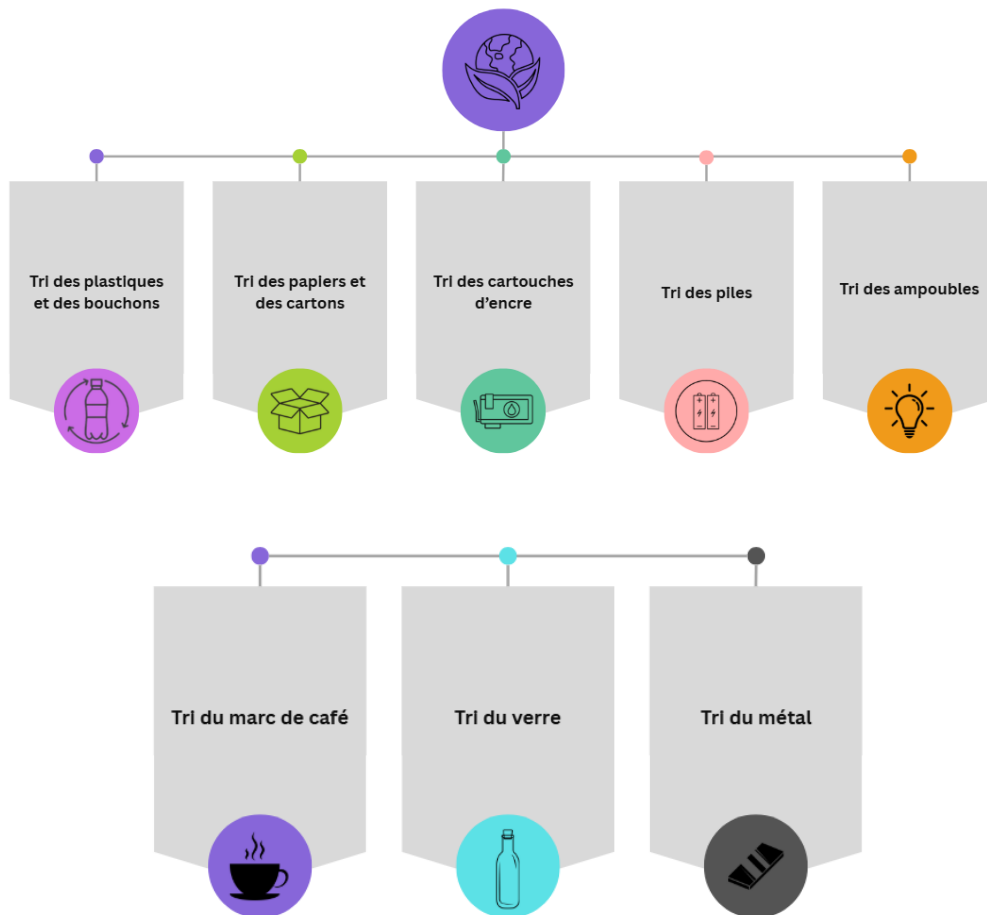 Tri des plastiques
et des bouchons
Tri des papiers et
des cartons
Tri des cartouches
d'encre
Tri des piles
Tri des ampoubles
Tri du marc de café
Tri du verre
Tri du métal